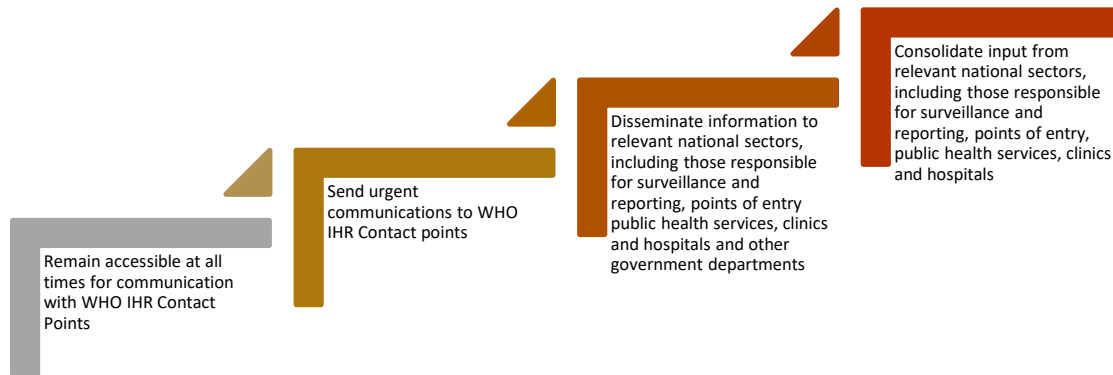 Remain accessible at all
times for communication
with WHO IHR Contact
Points
Send urgent
communications to WHO
IHR Contact points
Disseminate information to
relevant national sectors,
including those responsible
for surveillance and
reporting, points of entry
public health services, clinics
and hospitals and other
government departments
Consolidate input from
relevant national sectors,
including those responsible
for surveillance and
reporting, points of entry,
public health services, clinics
and hospitals